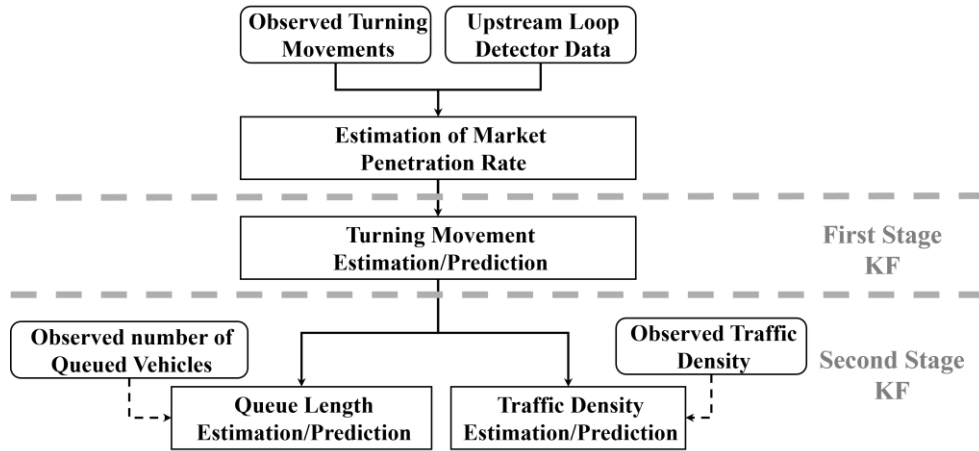 Observed Turning
Movements
Upstream Loop
Detector Data
Estimation of Market
Penetration Rate
Turning Movement
Estimation/Prediction
First Stage
KF
Observed number of
Queued Vehicles
Observed Traffic
Density
Second Stage
KF
Queue Length
Estimation/Prediction
Traffic Density
Estimation/Prediction